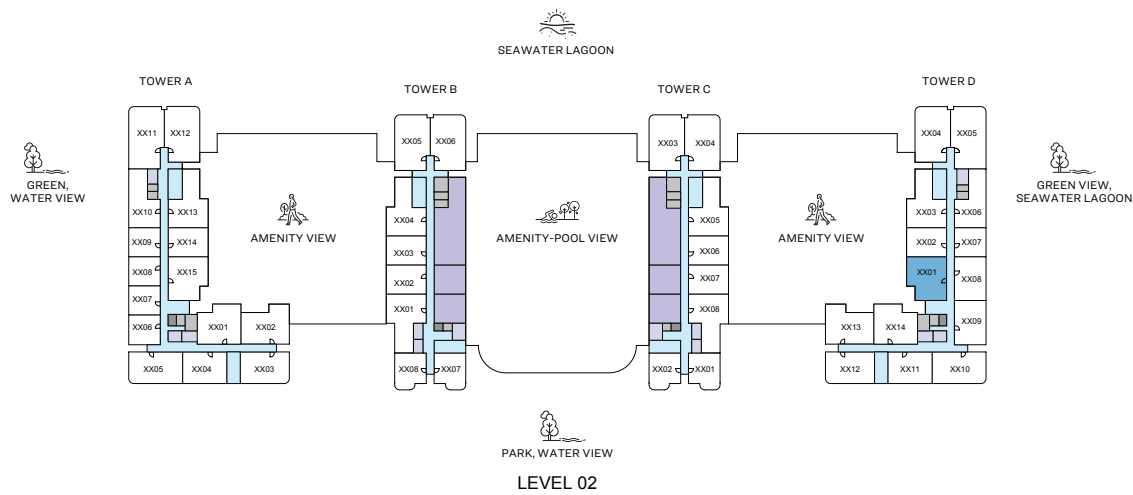 SEAWATER LAGOON
TOWER A
TOWER B
TOWER C
TOWER D
XX11
XX12
XX05
XX06
XX03
XX04
XX04
XX05
GREEN,
WATER VIEW
GREEN VIEW,
SEAWATER LAGOON
XX10
XX13
XX04
XX05
XX03
XX06
AMENITY VIEW
AMENITY-POOL VIEW
AMENITY VIEW
XX09
XX14
XX03
XX06
XX02
XX07
XX08
XX15
XX02
XX07
XX01
XX08
XX07
XX01
XX08
XX06
XX01
XX02
XX13
XX14
XX09
XX05
XX04
XX03
XX08
XX07
XX02
XX01
XX12
XX11
XX10
PARK, WATER VIEW
LEVEL 02